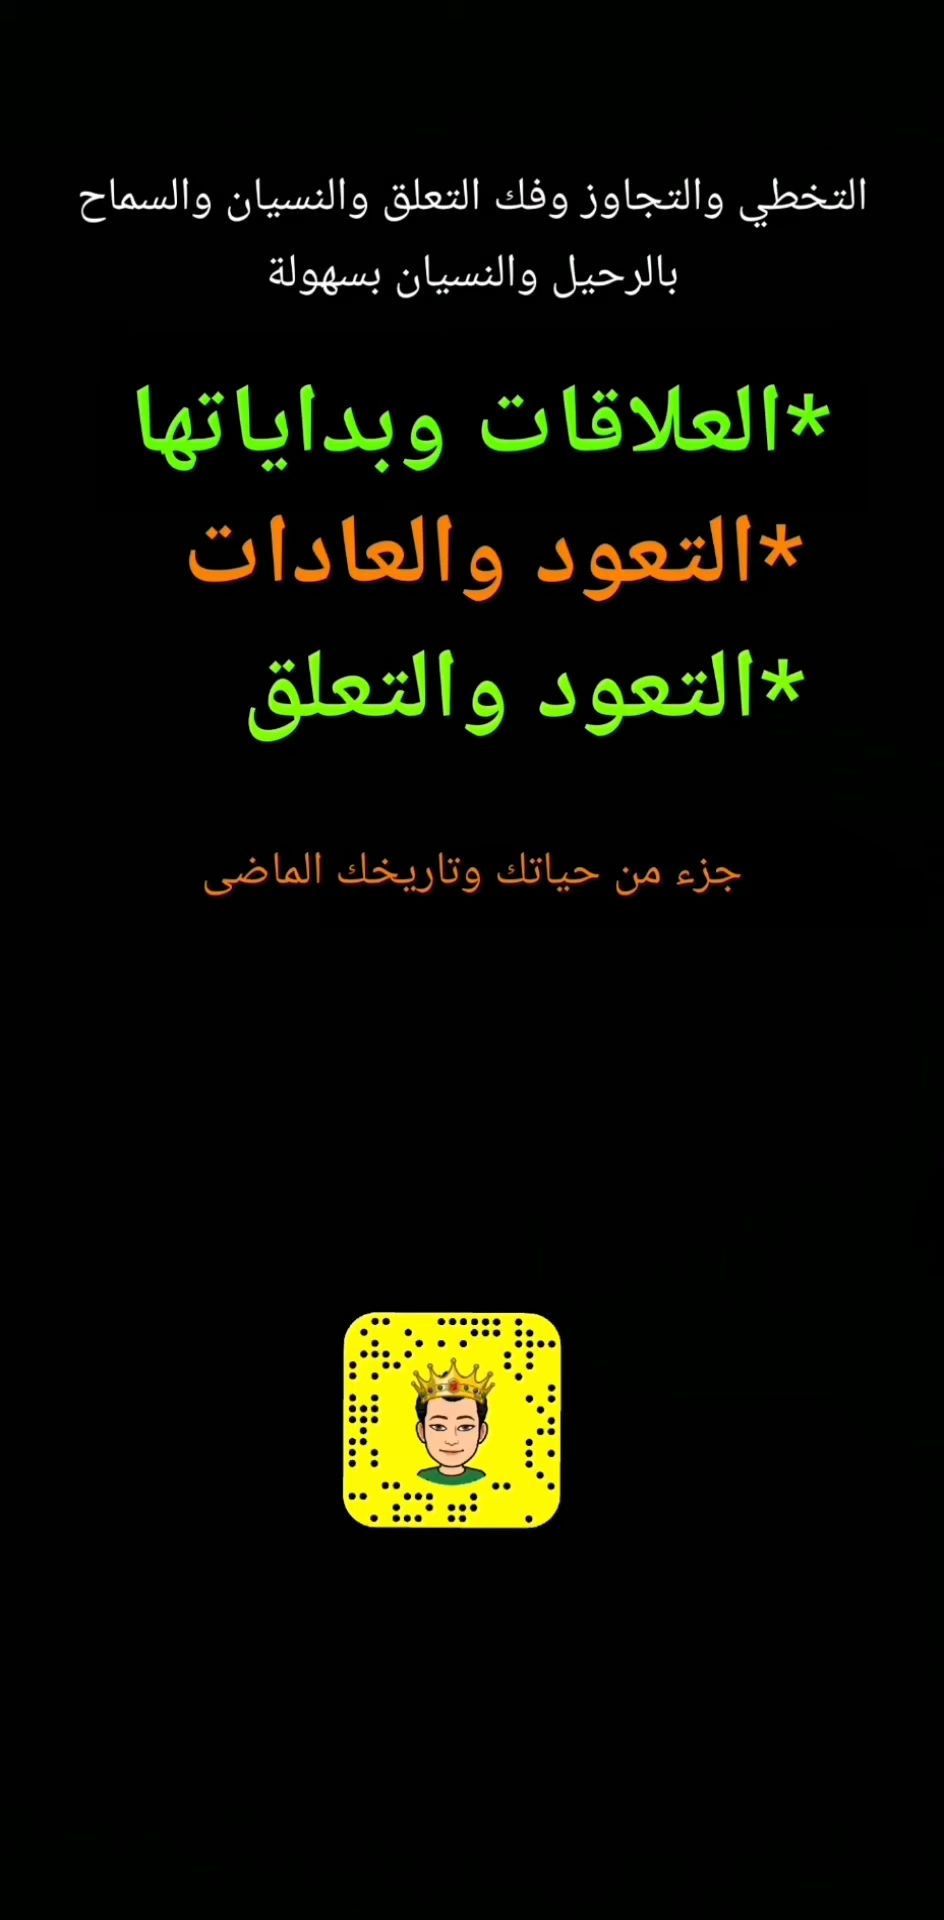 التخطي والتجاوز وفك التعلق والنسيان والسماح
بالرحيل والنسيان بسهولة
*العلاقات وبداياتها
*التعود والعادات
*التعود والتعلق
جزء من حياتك وتاريخك الماضى